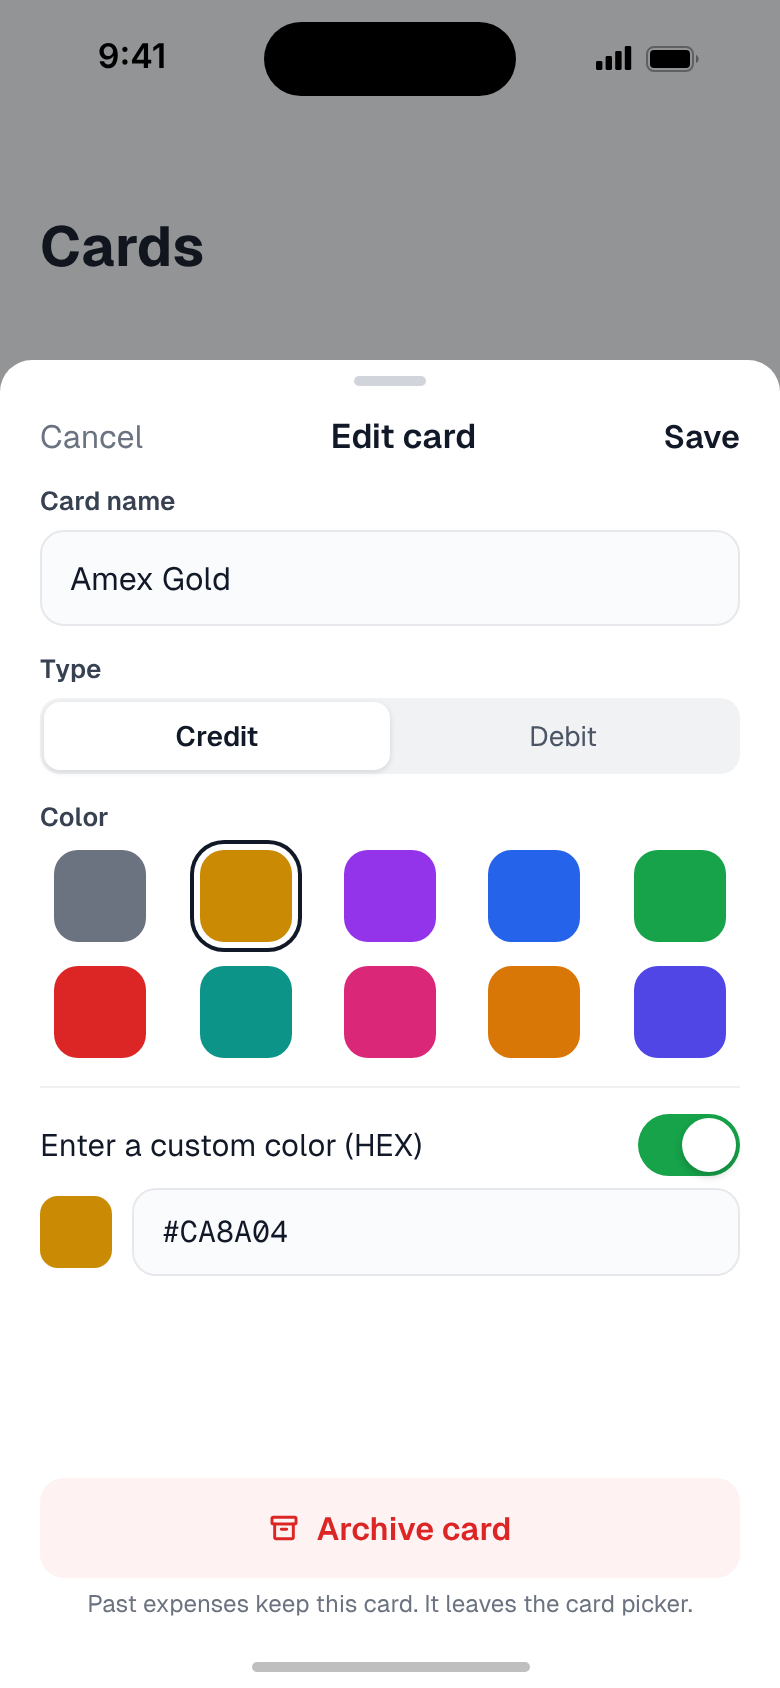 9:41
Cards
Cancel Edit card Save
Card name
Amex Gold
Type
Credit Debit
Color
Enter a custom color (HEX)
#CA8A04
Archive card
Past expenses keep this card. It leaves the card picker.